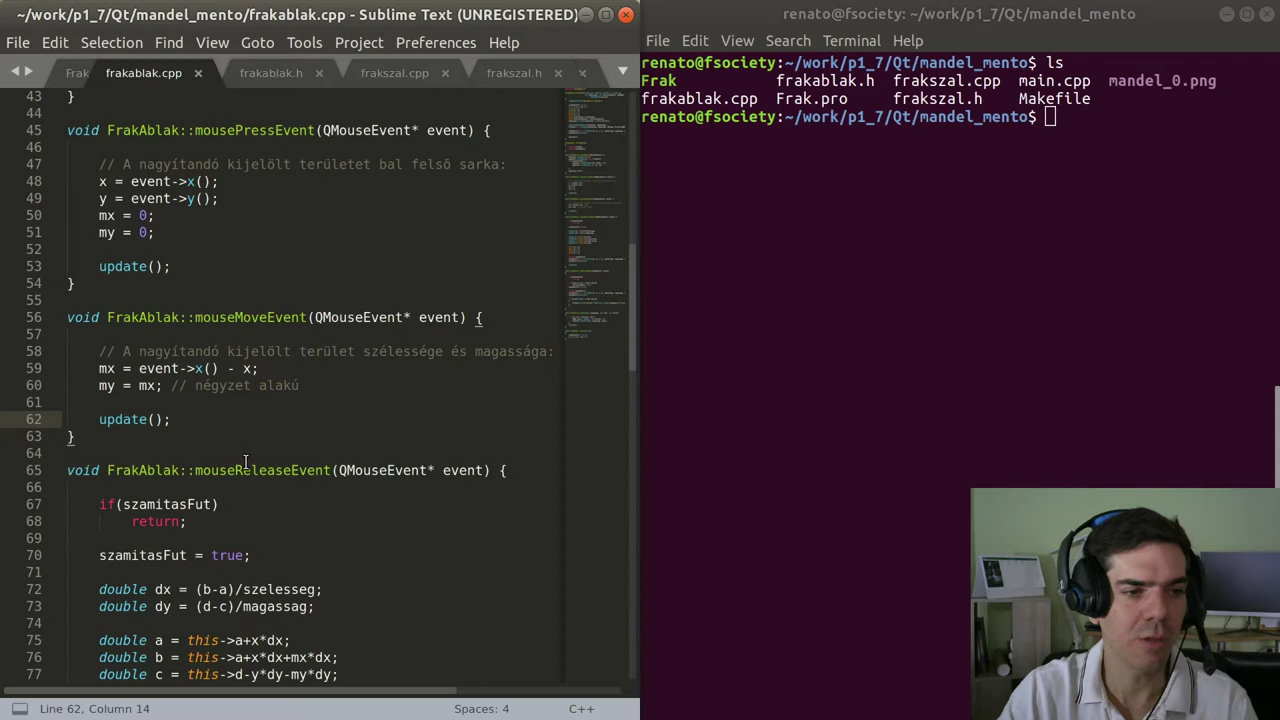 ~/work/p1_7/Qt/mandel_mento/frakablak.cpp - Sublime Text (UNREGISTERED)
File Edit Selection Find View Goto Tools Project Preferences Help
Frak frakablak.cpp frakablak.h frakszal.cpp frakszal.h
43 }
44
45 void FrakAblak::mousePressEvent(QMouseEvent* event) {
46
47 // A nagyítandó kijelölt területet bal felsõ sarka:
48 x = event->x();
49 y = event->y();
50 mx = 0;
51 my = 0;
52
53 update();
54 }
55
56 void FrakAblak::mouseMoveEvent(QMouseEvent* event) {
57
58 // A nagyítandó kijelölt terület szélessége és magassága:
59 mx = event->x() - x;
60 my = mx; // négyzet alakú
61
62 update();
63 }
64
65 void FrakAblak::mouseReleaseEvent(QMouseEvent* event) {
66
67 if(szamitasFut)
68 return;
69
70 szamitasFut = true;
71
72 double dx = (b-a)/szelesseg;
73 double dy = (d-c)/magassag;
74
75 double a = this->a+x*dx;
76 double b = this->a+x*dx+mx*dx;
77 double c = this->d-y*dy-my*dy;
Line 62, Column 14 Spaces: 4 C++
renato@fsociety: ~/work/p1_7/Qt/mandel_mento
File Edit View Search Terminal Help
renato@fsociety:~/work/p1_7/Qt/mandel_mento$ ls
Frak frakablak.h frakszal.cpp main.cpp mandel_0.png
frakablak.cpp Frak.pro frakszal.h Makefile
renato@fsociety:~/work/p1_7/Qt/mandel_mento$